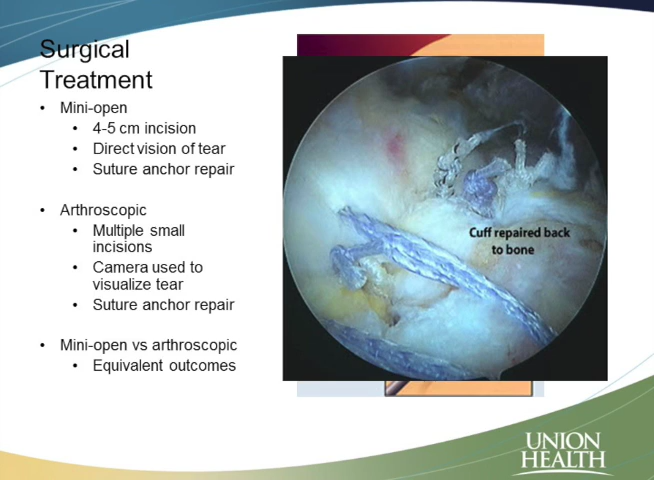 Surgical
Treatment
• Mini-open
• 4-5 cm incision
• Direct vision of tear
• Suture anchor repair
• Arthroscopic
• Multiple small
incisions
• Camera used to
visualize tear
• Suture anchor repair
• Mini-open vs arthroscopic
• Equivalent outcomes
Cuff repaired back
to bone
UNION
HEALTH